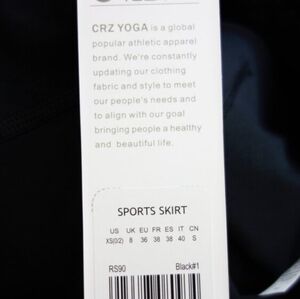 CRZ YOGA is a global
popular athletic apparel
brand. We're constantly
updating our clothing
fabric and style to meet
our people's needs and
to align with our goal
bringing people a healthy
and beautiful life.
SPORTS SKIRT
US UK EU FR ES IT CN
XS(0/2) 8 36 38 38 40 S
RS90 Black#1